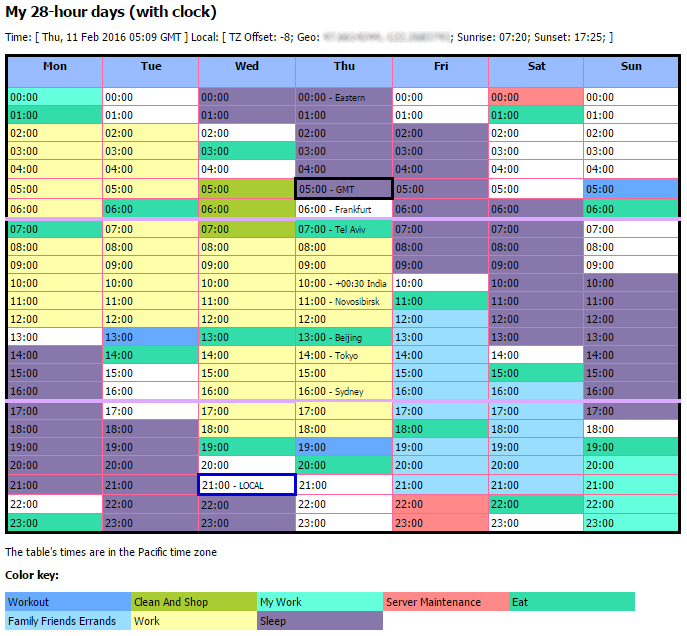 My 28-hour days (with clock)
Time: [ Thu, 11 Feb 2016 05:09 GMT ] Local: [ TZ Offset: -8; Geo: ; Sunrise: 07:20; Sunset: 17:25; ]
Mon Tue Wed Thu Fri Sat Sun
00:00 00:00 00:00 00:00 - Eastern 00:00 00:00 00:00
01:00 01:00 01:00 01:00 01:00 01:00 01:00
02:00 02:00 02:00 02:00 02:00 02:00 02:00
03:00 03:00 03:00 03:00 03:00 03:00 03:00
04:00 04:00 04:00 04:00 04:00 04:00 04:00
05:00 05:00 05:00 05:00 - GMT 05:00 05:00 05:00
06:00 06:00 06:00 06:00 - Frankfurt 06:00 06:00 06:00
07:00 07:00 07:00 07:00 - Tel Aviv 07:00 07:00 07:00
08:00 08:00 08:00 08:00 08:00 08:00 08:00
09:00 09:00 09:00 09:00 09:00 09:00 09:00
10:00 10:00 10:00 10:00 - +00:30 India 10:00 10:00 10:00
11:00 11:00 11:00 11:00 - Novosibirsk 11:00 11:00 11:00
12:00 12:00 12:00 12:00 12:00 12:00 12:00
13:00 13:00 13:00 13:00 - Beijing 13:00 13:00 13:00
14:00 14:00 14:00 14:00 - Tokyo 14:00 14:00 14:00
15:00 15:00 15:00 15:00 15:00 15:00 15:00
16:00 16:00 16:00 16:00 - Sydney 16:00 16:00 16:00
17:00 17:00 17:00 17:00 17:00 17:00 17:00
18:00 18:00 18:00 18:00 18:00 18:00 18:00
19:00 19:00 19:00 19:00 19:00 19:00 19:00
20:00 20:00 20:00 20:00 20:00 20:00 20:00
21:00 21:00 21:00 - LOCAL 21:00 21:00 21:00 21:00
22:00 22:00 22:00 22:00 22:00 22:00 22:00
23:00 23:00 23:00 23:00 23:00 23:00 23:00
The table's times are in the Pacific time zone
Color key:
Workout Clean And Shop My Work Server Maintenance Eat
Family Friends Errands Work Sleep